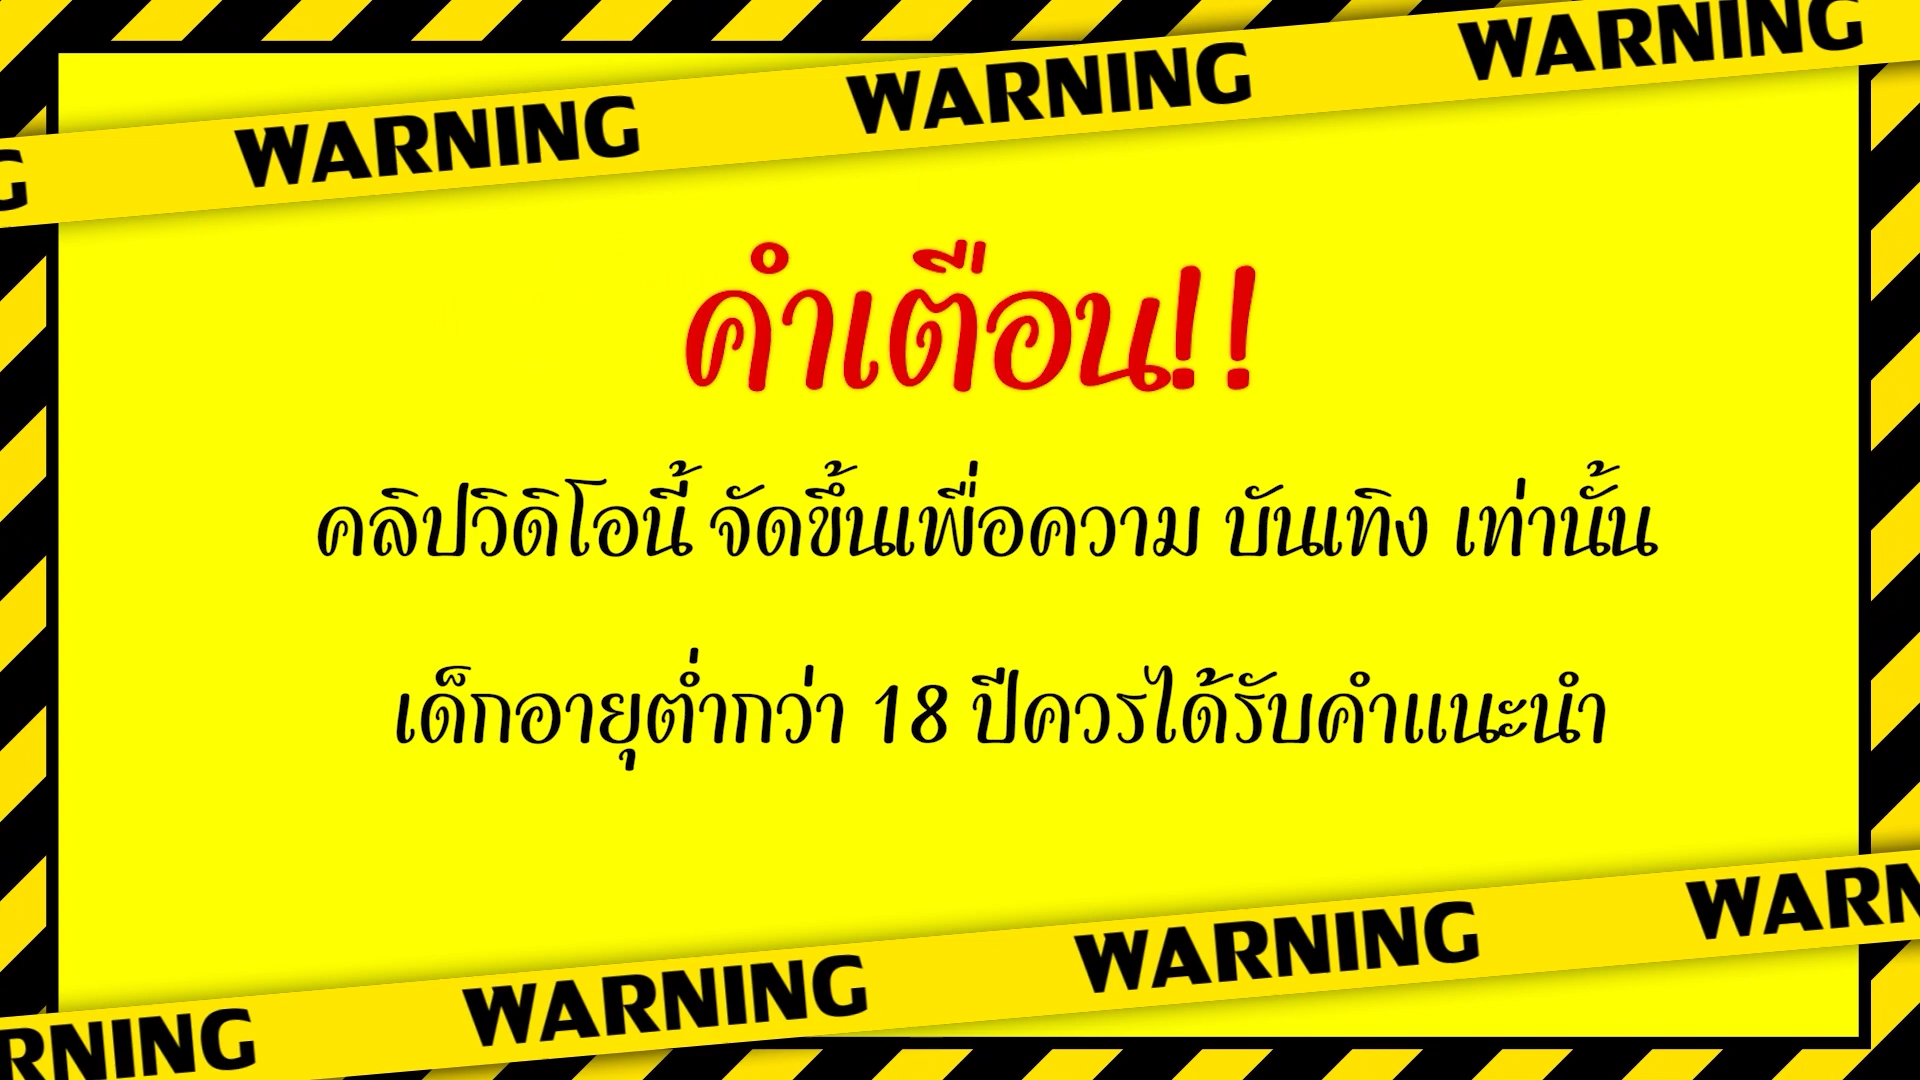 WARNING WARNING WARNING
คำเตือน!!
คลิปวิดิโอนี้ จัดขึ้นเพื่อความ บันเทิง เท่านั้น
เด็กอายุต่ำกว่า 18 ปีควรได้รับคำแนะนำ
RNING WARNING WARNING WARN